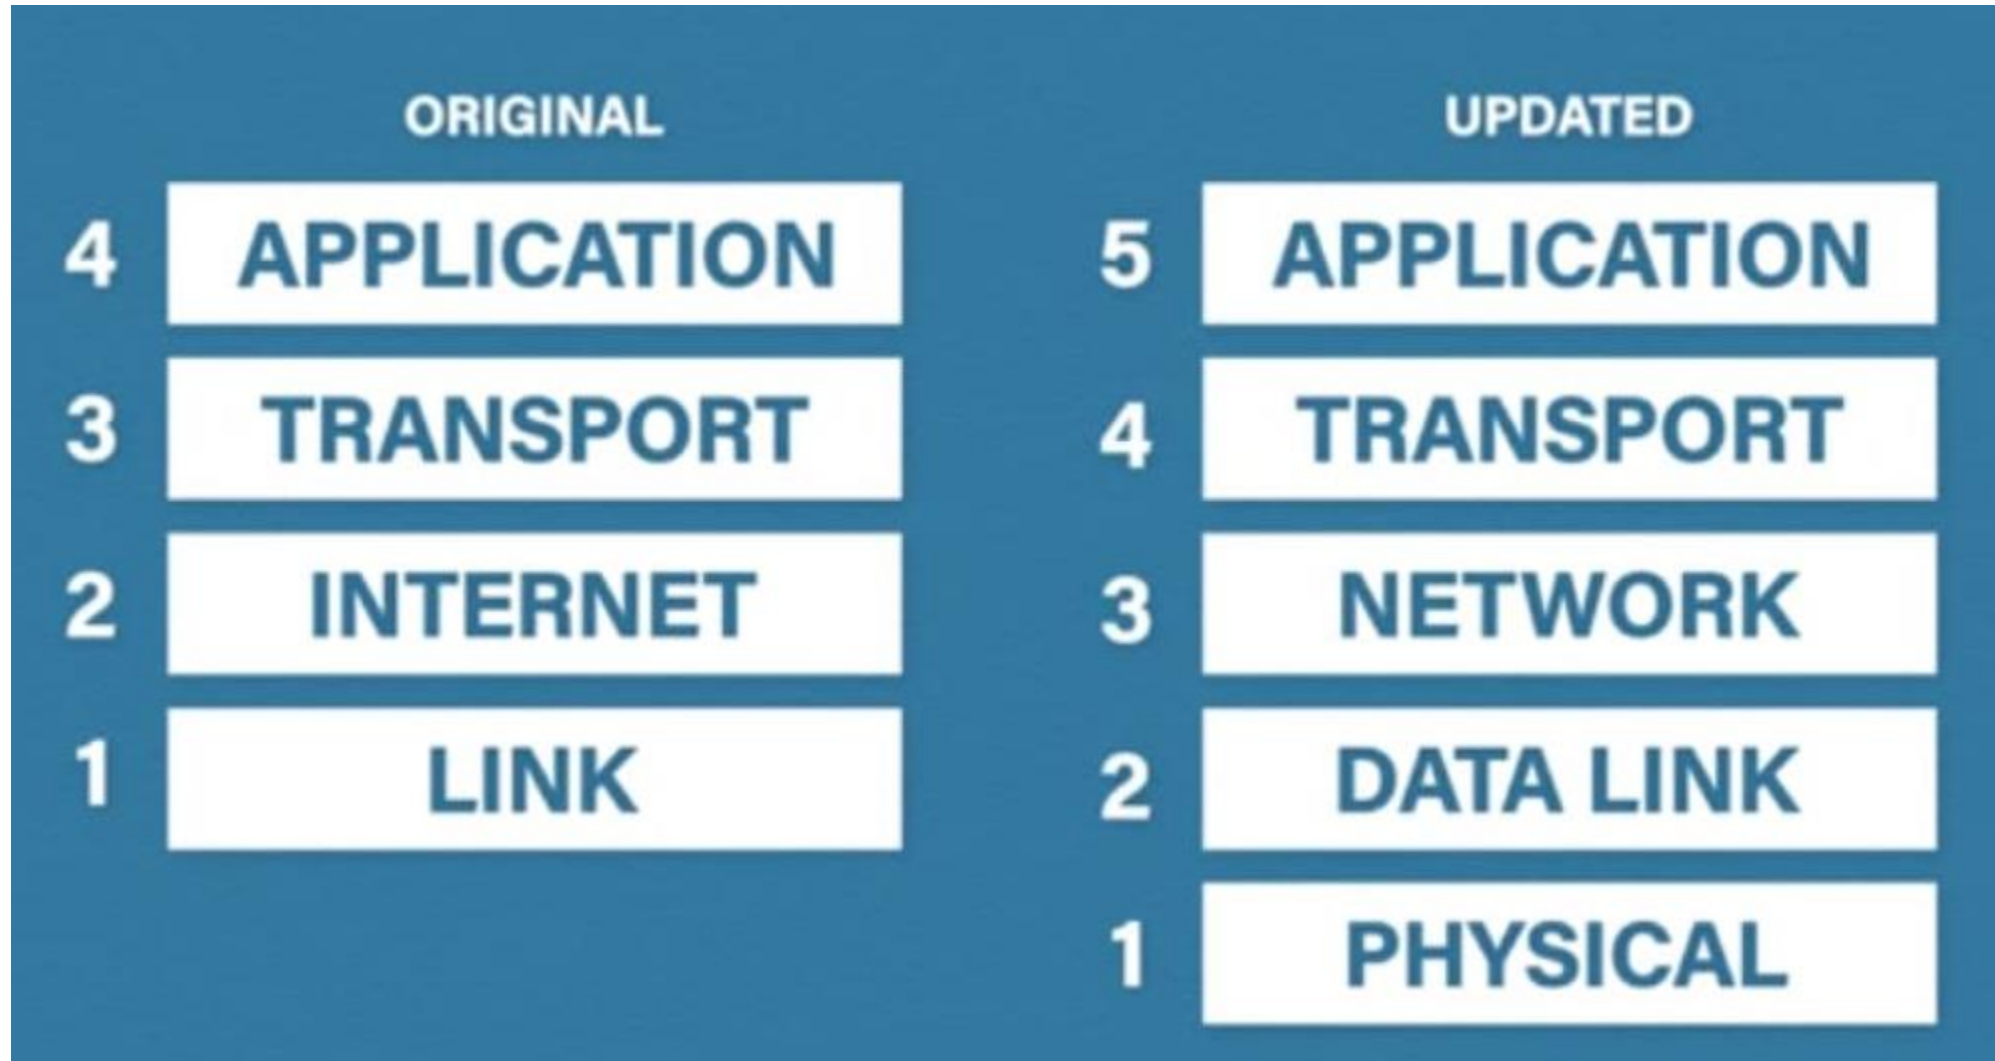 ORIGINAL
4 APPLICATION
3 TRANSPORT
2 INTERNET
1 LINK
UPDATED
5 APPLICATION
4 TRANSPORT
3 NETWORK
2 DATA LINK
1 PHYSICAL